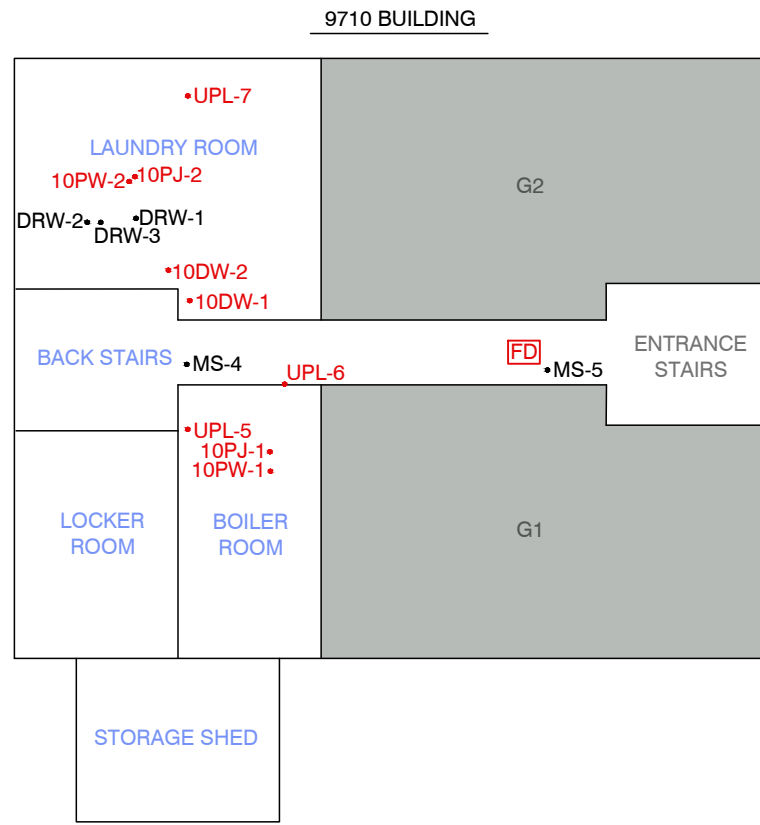 9710 BUILDING
UPL-7
LAUNDRY ROOM
10PW-2
10PJ-2
DRW-2
DRW-1
DRW-3
10DW-2
10DW-1
G2
BACK STAIRS
MS-4
UPL-6
FD
MS-5
ENTRANCE
STAIRS
UPL-5
10PJ-1
10PW-1
LOCKER
ROOM
BOILER
ROOM
G1
STORAGE SHED